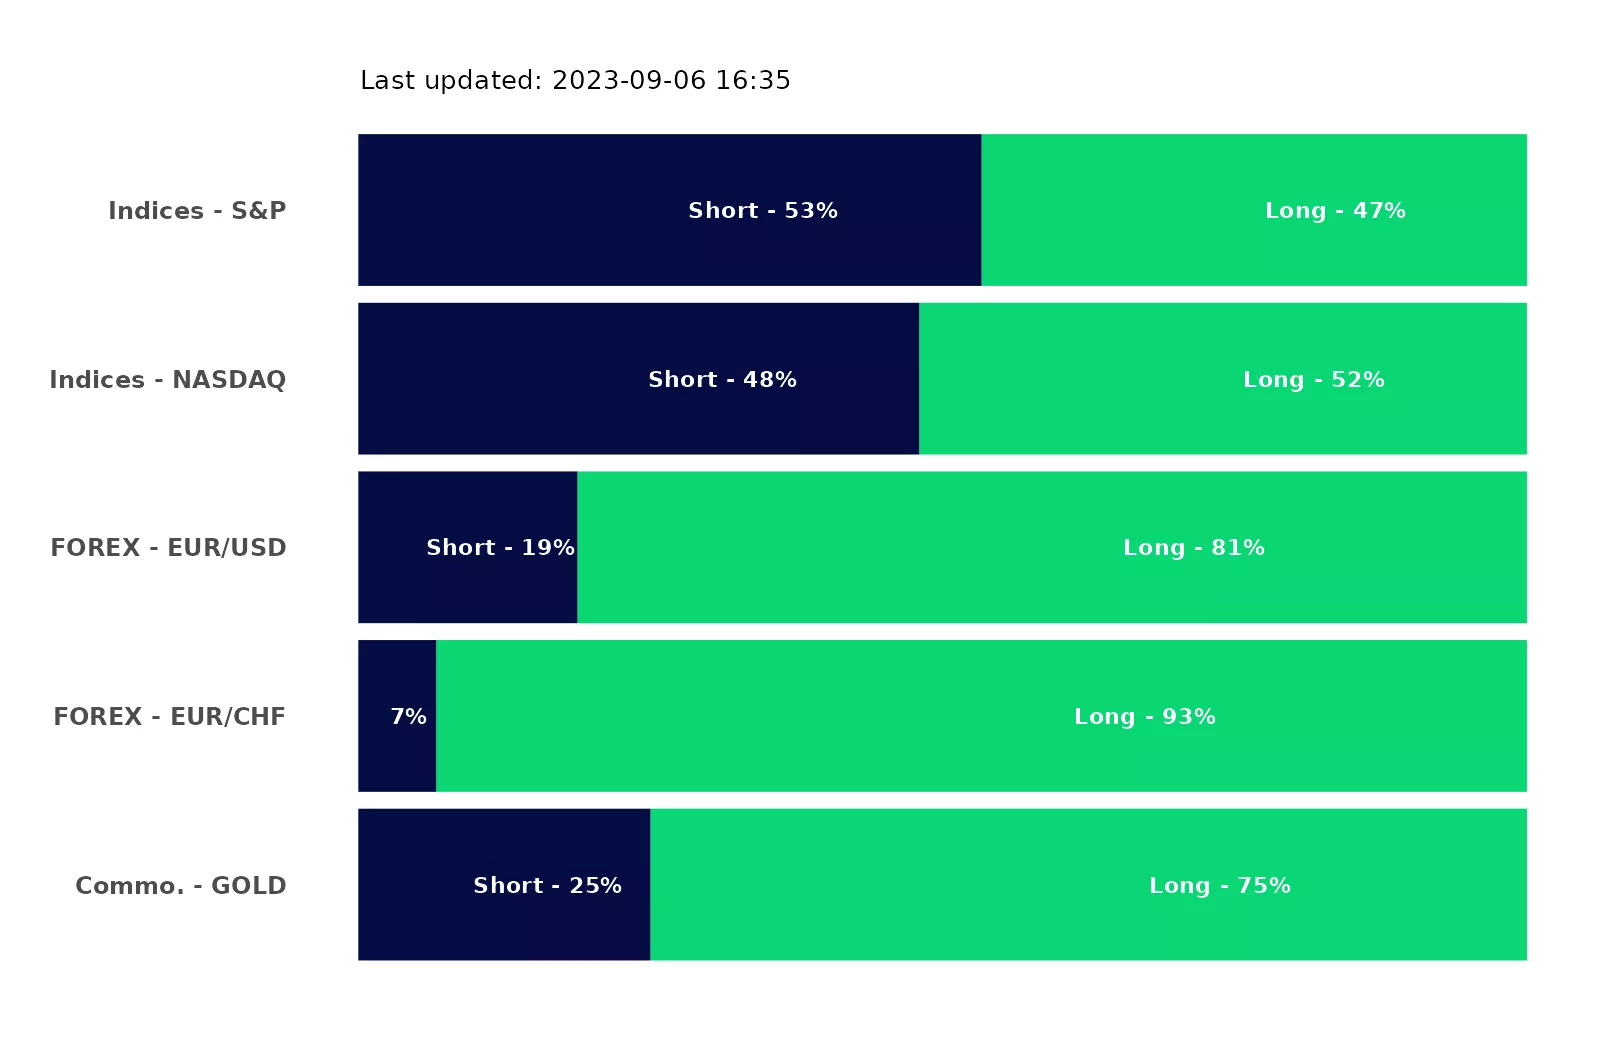 Last updated: 2023-09-06 16:35
Indices - S&P Short - 53% Long - 47%
Indices - NASDAQ Short - 48% Long - 52%
FOREX - EUR/USD Short - 19% Long - 81%
FOREX - EUR/CHF 7% Long - 93%
Commo. - GOLD Short - 25% Long - 75%